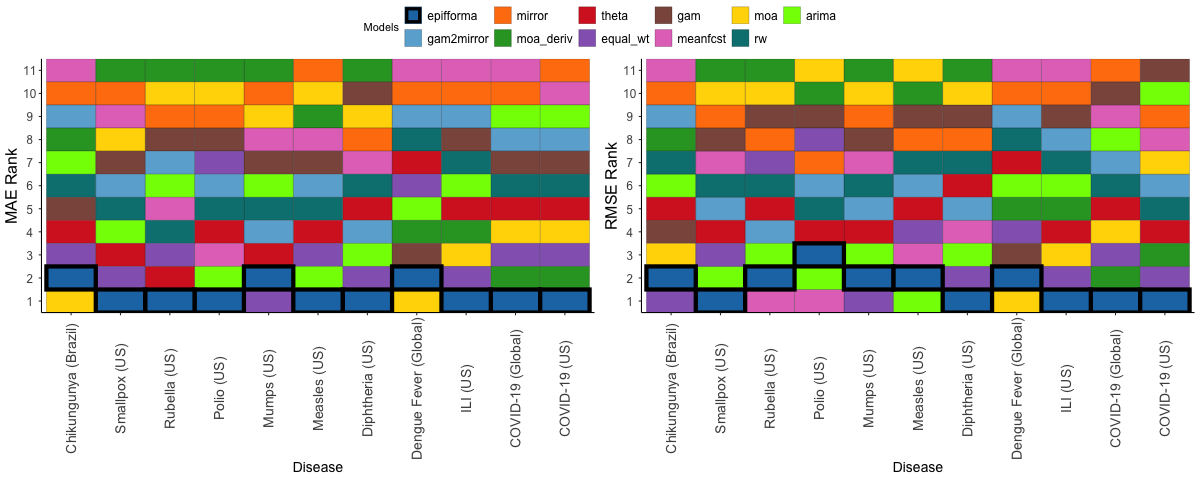 Models
epifforma mirror theta gam moa arima
gam2mirror moa_deriv equal_wt meanfcst rw
MAE Rank
11
10
9
8
7
6
5
4
3
2
1
Chikungunya (Brazil)
Smallpox (US)
Rubella (US)
Polio (US)
Mumps (US)
Measles (US)
Diphtheria (US)
Dengue Fever (Global)
ILI (US)
COVID-19 (Global)
COVID-19 (US)
Disease
RMSE Rank
11
10
9
8
7
6
5
4
3
2
1
Chikungunya (Brazil)
Smallpox (US)
Rubella (US)
Polio (US)
Mumps (US)
Measles (US)
Diphtheria (US)
Dengue Fever (Global)
ILI (US)
COVID-19 (Global)
COVID-19 (US)
Disease